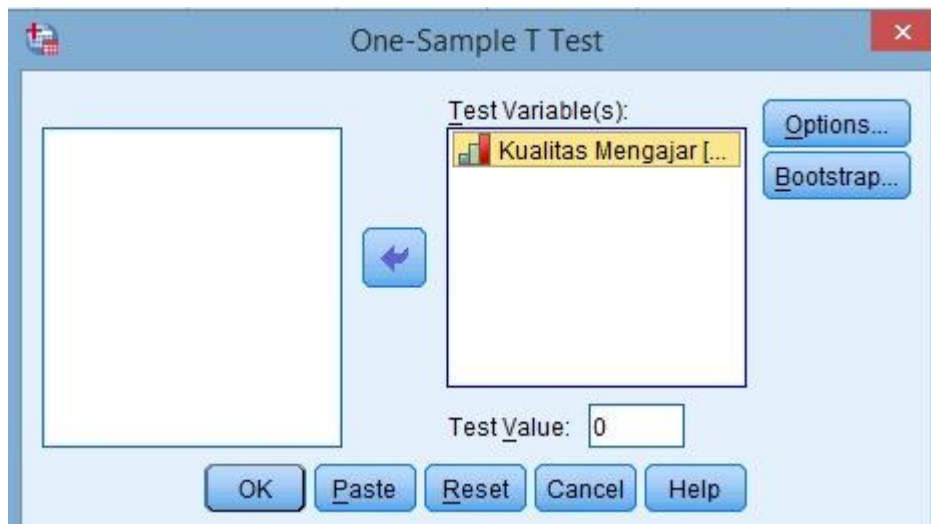 One-Sample T Test
Test Variable(s):
Kualitas Mengajar [...
Options...
Bootstrap...
Test Value: 0
OK Paste Reset Cancel Help